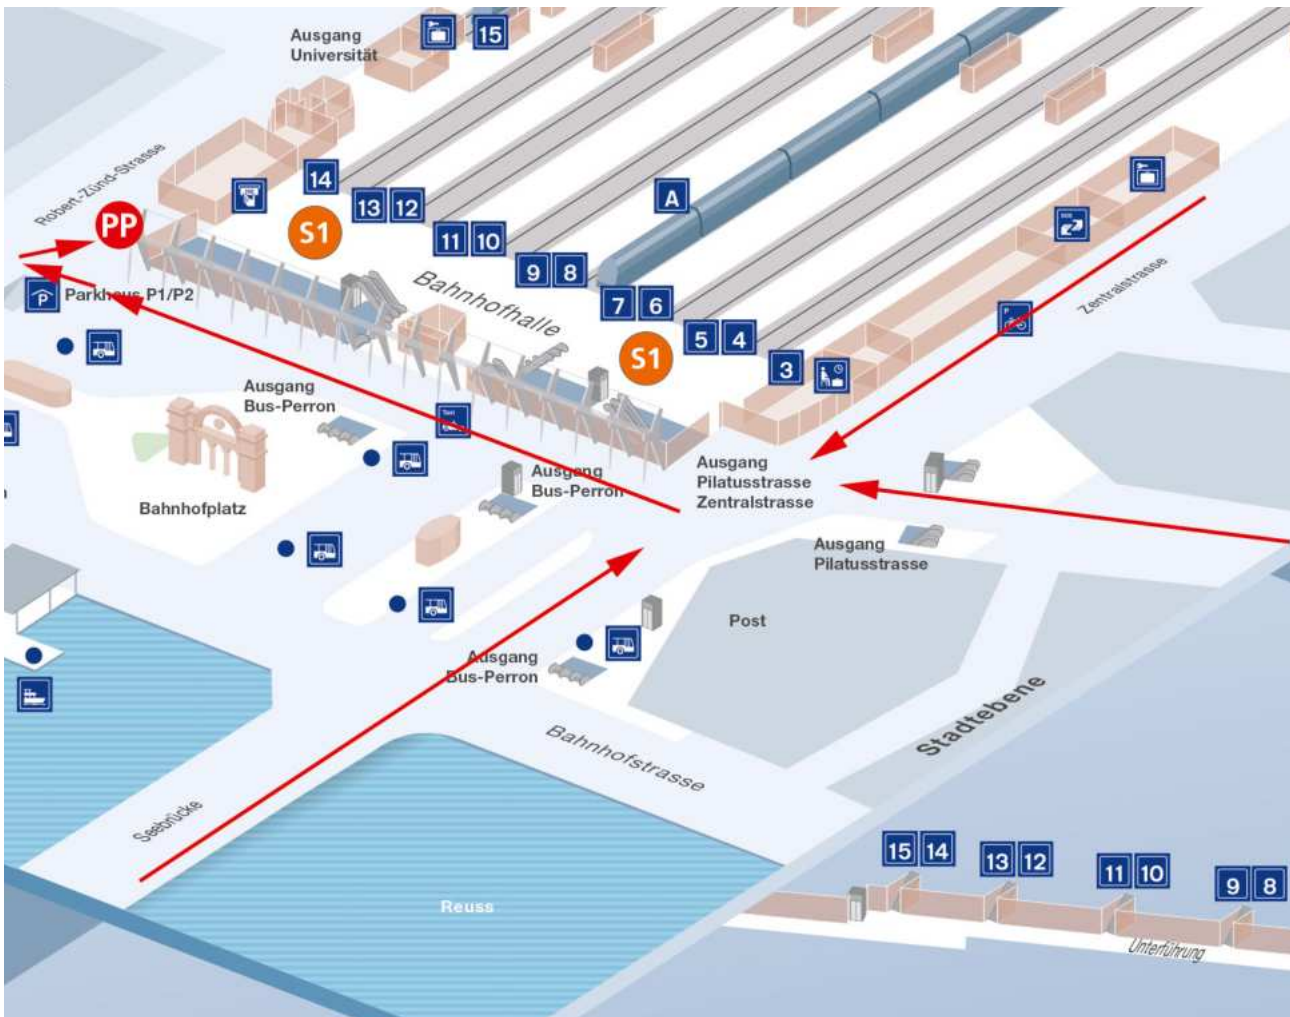 Ausgang
Universität
15
Robert-Zünd-Strasse
14
13 12
A
PP
S1
11 10
9 8
Bahnhofhalle
7 6
Zentralstrasse
P
Parkhaus P1/P2
P
5 4
S1
3
Ausgang
Bus-Perron
Taxi
Ausgang
Bus-Perron
Ausgang
Pilatusstrasse
Zentralstrasse
Bahnhofplatz
Ausgang
Pilatusstrasse
Post
Ausgang
Bus-Perron
Stadtebene
Bahnhofstrasse
Seebrücke
15 14
13 12
11 10
9 8
Reuss
Unterführung